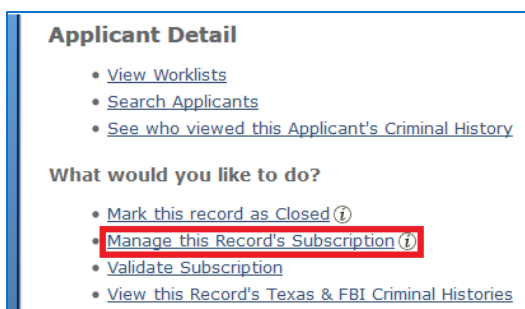 Applicant Detail
View Worklists
Search Applicants
See who viewed this Applicant's Criminal History
What would you like to do?
Mark this record as Closed
Manage this Record's Subscription
Validate Subscription
View this Record's Texas & FBI Criminal Histories